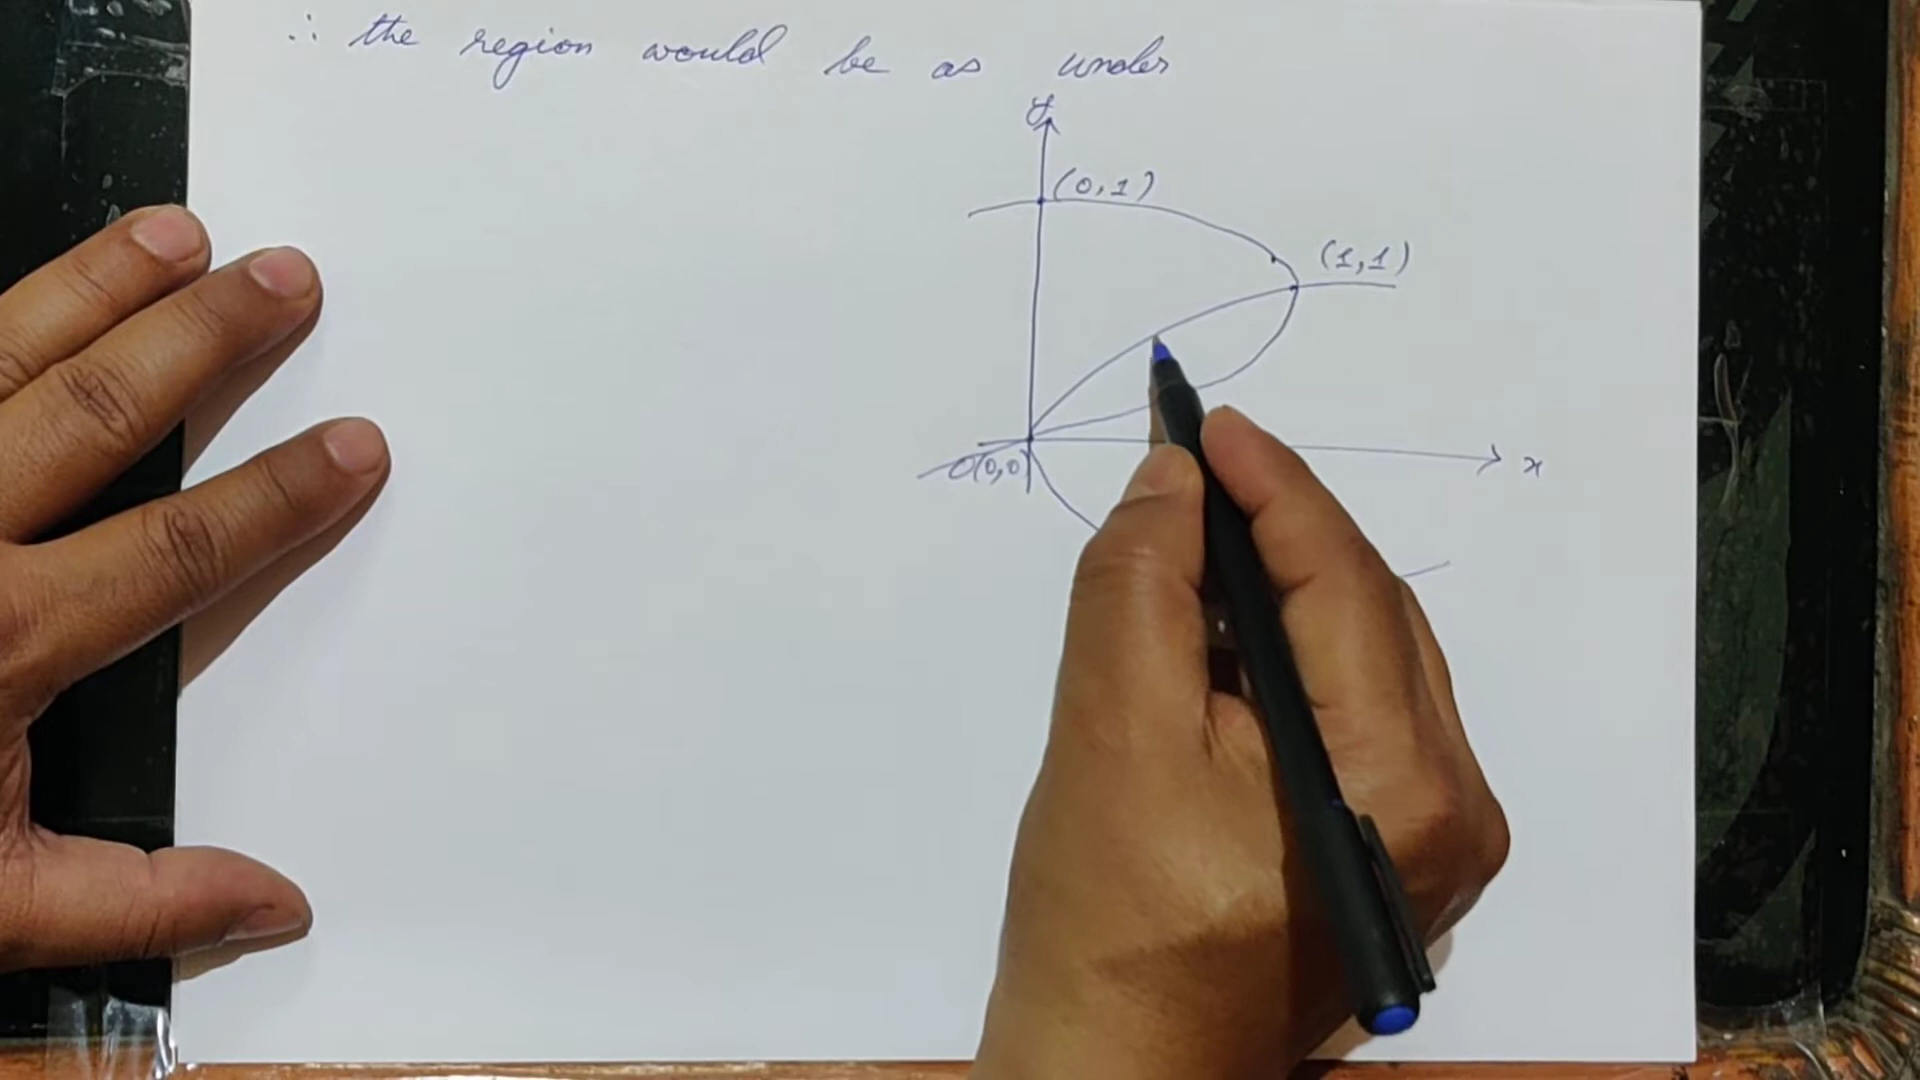 ∴ the region would be as under
y
(0,1)
(1,1)
O(0,0)
x